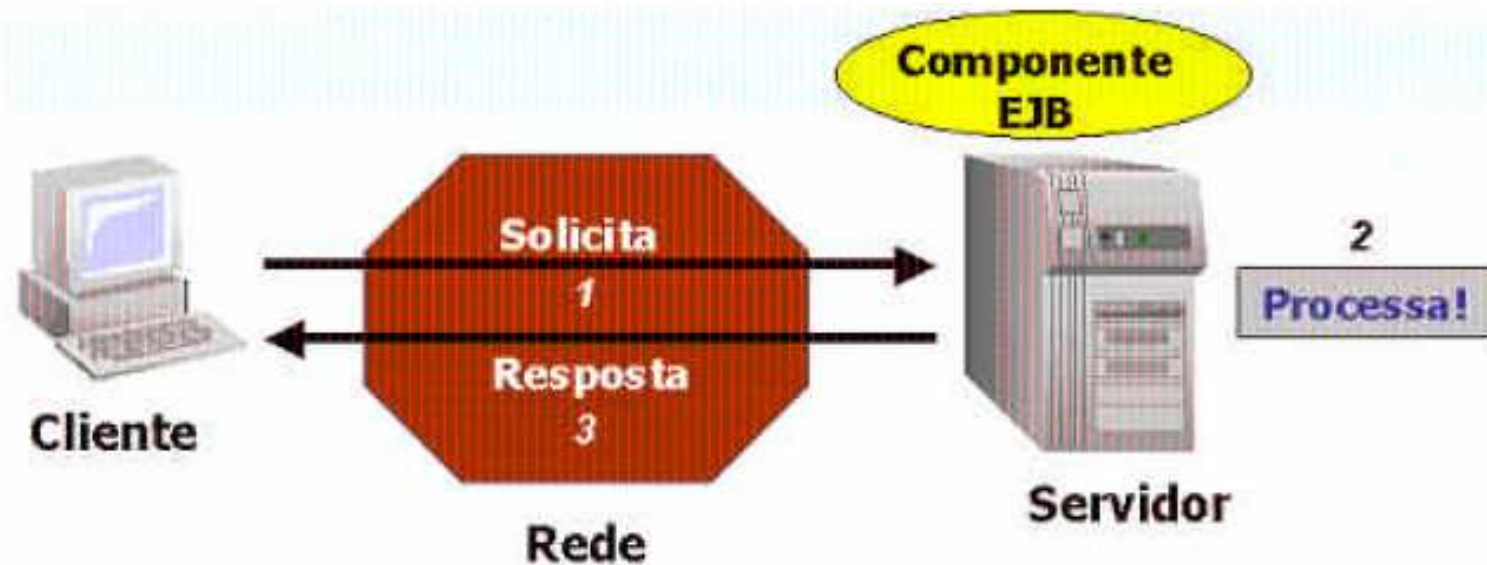 Componente
EJB
Solicita
1
2
Processa!
Resposta
3
Cliente
Servidor
Rede